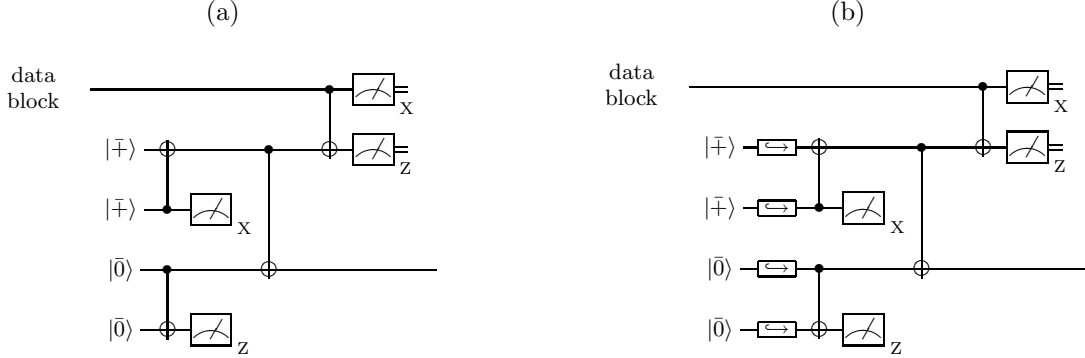 (a)
data
block
X
|+̄⟩
Z
|+̄⟩
X
|0̄⟩
|0̄⟩
Z
(b)
data
block
X
|+̄⟩ ↪
Z
|+̄⟩ ↪
X
|0̄⟩ ↪
|0̄⟩ ↪
Z